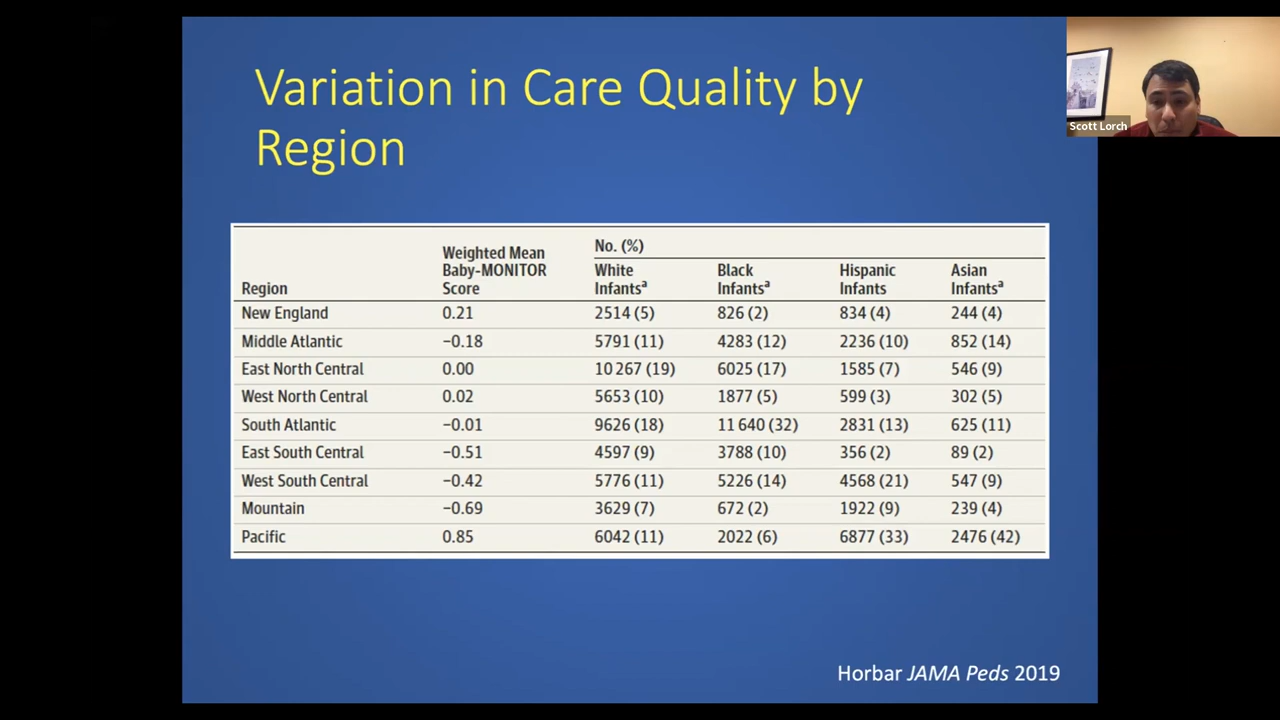 Variation in Care Quality by
Region
Scott Lorch
No. (%)
Region Weighted Mean Baby-MONITOR Score White Infantsᵃ Black Infantsᵃ Hispanic Infants Asian Infantsᵃ
New England 0.21 2514 (5) 826 (2) 834 (4) 244 (4)
Middle Atlantic −0.18 5791 (11) 4283 (12) 2236 (10) 852 (14)
East North Central 0.00 10 267 (19) 6025 (17) 1585 (7) 546 (9)
West North Central 0.02 5653 (10) 1877 (5) 599 (3) 302 (5)
South Atlantic −0.01 9626 (18) 11 640 (32) 2831 (13) 625 (11)
East South Central −0.51 4597 (9) 3788 (10) 356 (2) 89 (2)
West South Central −0.42 5776 (11) 5226 (14) 4568 (21) 547 (9)
Mountain −0.69 3629 (7) 672 (2) 1922 (9) 239 (4)
Pacific 0.85 6042 (11) 2022 (6) 6877 (33) 2476 (42)
Horbar JAMA Peds 2019